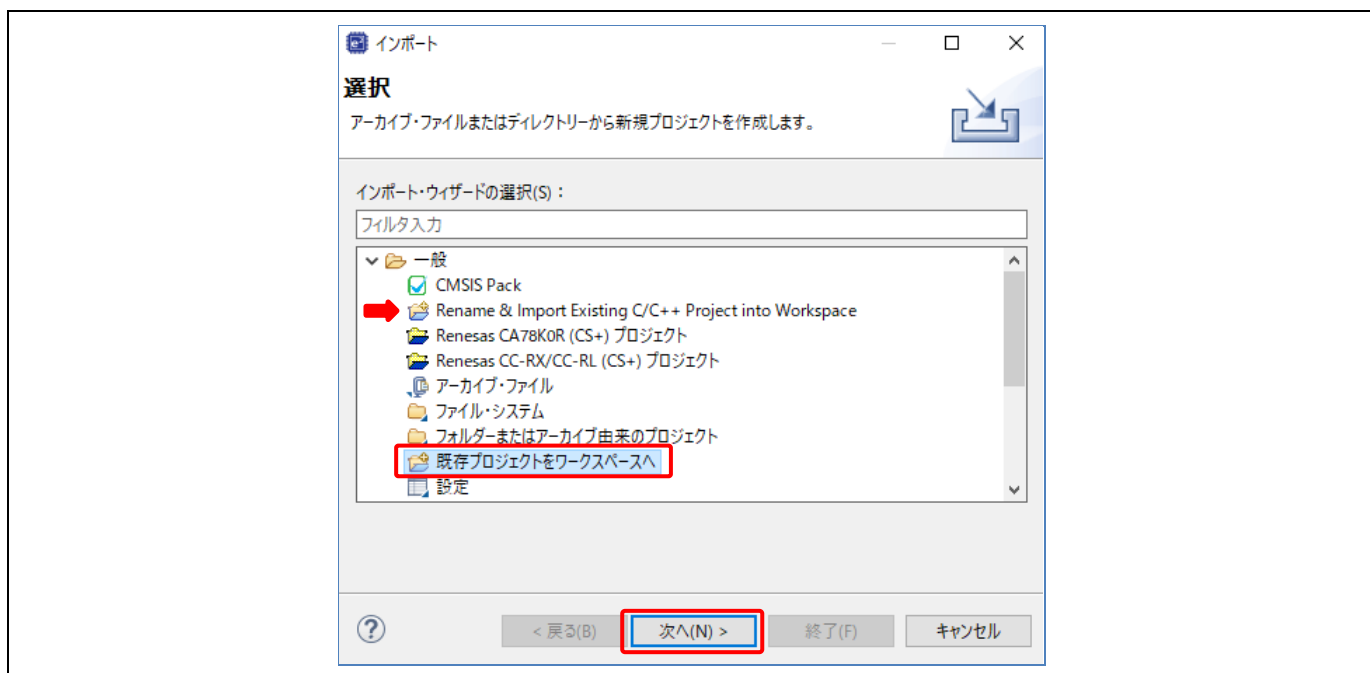 インポート
選択
アーカイブ・ファイルまたはディレクトリーから新規プロジェクトを作成します。
インポート・ウィザードの選択(S)：
フィルタ入力
一般
CMSIS Pack
Rename & Import Existing C/C++ Project into Workspace
Renesas CA78K0R (CS+) プロジェクト
Renesas CC-RX/CC-RL (CS+) プロジェクト
アーカイブ・ファイル
ファイル・システム
フォルダーまたはアーカイブ由来のプロジェクト
既存プロジェクトをワークスペースへ
設定
? < 戻る(B) 次へ(N) > 終了(F) キャンセル